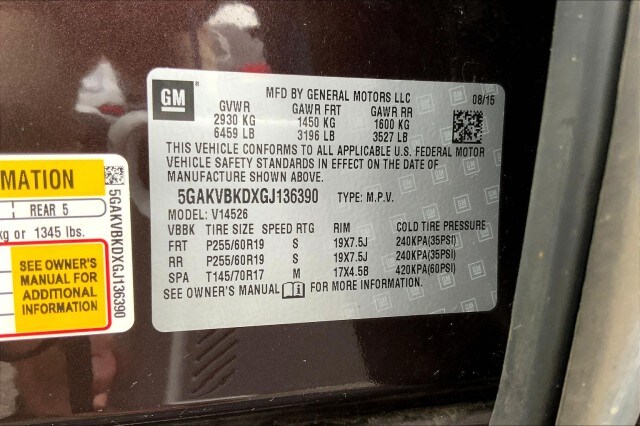 GM
MFD BY GENERAL MOTORS LLC 08/15
GVWR GAWR FRT GAWR RR
2930 KG 1450 KG 1600 KG
6459 LB 3196 LB 3527 LB
THIS VEHICLE CONFORMS TO ALL APPLICABLE U.S. FEDERAL MOTOR
VEHICLE SAFETY STANDARDS IN EFFECT ON THE DATE OF
MANUFACTURE SHOWN ABOVE.
5GAKVBKDXGJ136390 TYPE: M.P.V.
MODEL: V14526
VBBK TIRE SIZE SPEED RTG RIM COLD TIRE PRESSURE
FRT P255/60R19 S 19X7.5J 240KPA(35PSI)
RR P255/60R19 S 19X7.5J 240KPA(35PSI)
SPA T145/70R17 M 17X4.5B 420KPA(60PSI)
SEE OWNER'S MANUAL FOR MORE INFORMATION.
MATION
REAR 5
kg or 1345 lbs.
SEE OWNER'S
MANUAL FOR
ADDITIONAL
INFORMATION
5GAKVBKDXGJ136390